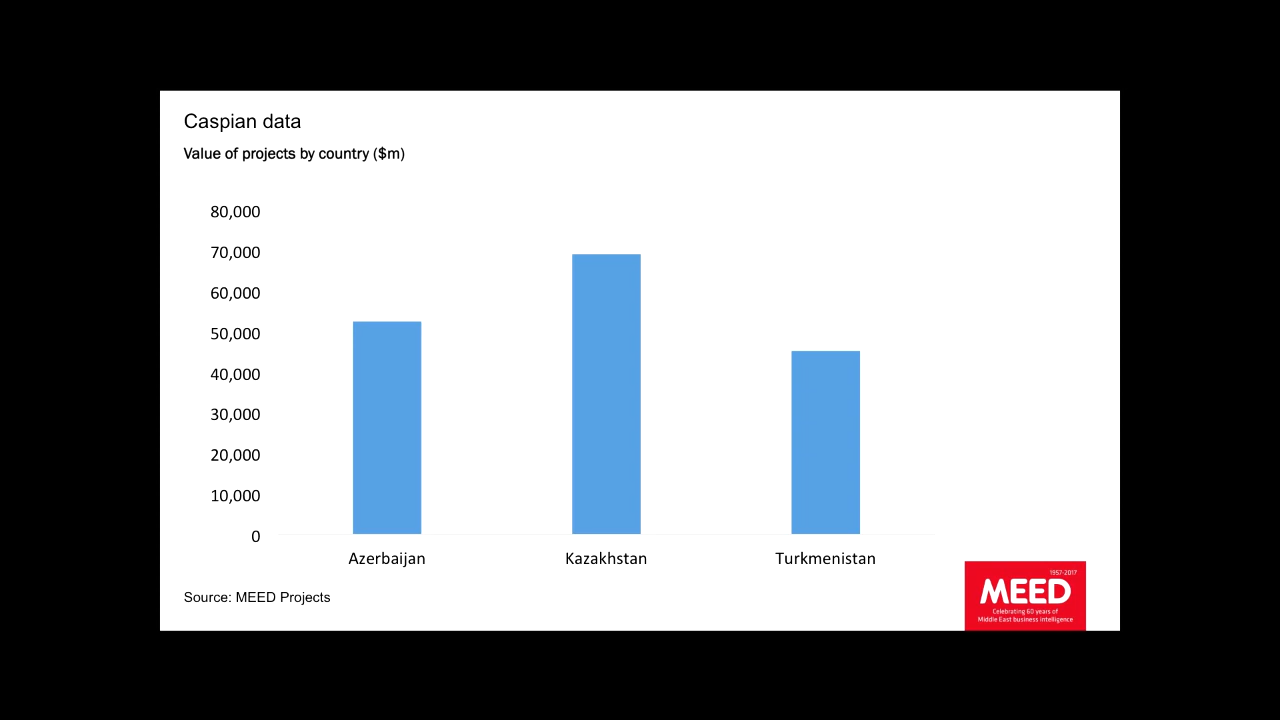 Caspian data
Value of projects by country ($m)
80,000
70,000
60,000
50,000
40,000
30,000
20,000
10,000
0
Azerbaijan Kazakhstan Turkmenistan
Source: MEED Projects
1957-2017
MEED
Celebrating 60 years of
Middle East business intelligence